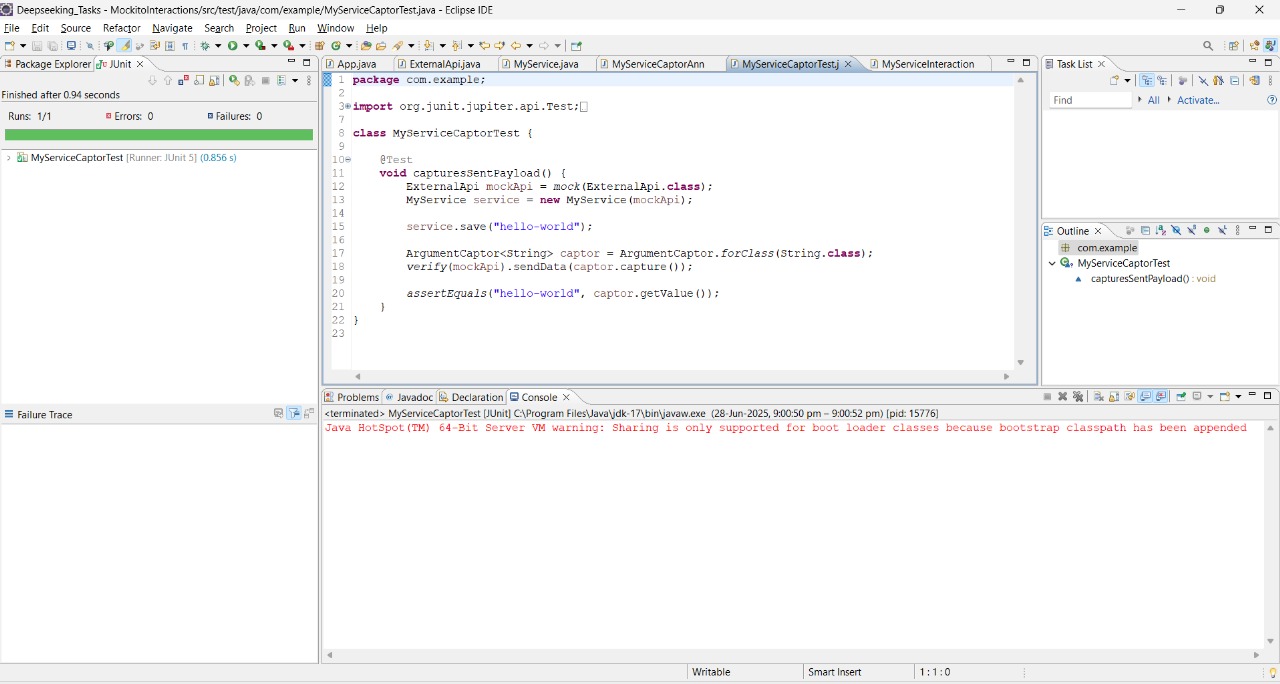 Deepseeking_Tasks - MockitoInteractions/src/test/java/com/example/MyServiceCaptorTest.java - Eclipse IDE
File Edit Source Refactor Navigate Search Project Run Window Help
Package Explorer JUnit
Finished after 0.94 seconds
Runs: 1/1 Errors: 0 Failures: 0
MyServiceCaptorTest [Runner: JUnit 5] (0.856 s)
Failure Trace
App.java ExternalApi.java MyService.java MyServiceCaptorAnn MyServiceCaptorTest.j MyServiceInteraction
1 package com.example;
2
3 import org.junit.jupiter.api.Test;
7
8 class MyServiceCaptorTest {
9
10 @Test
11 void capturesSentPayload() {
12 ExternalApi mockApi = mock(ExternalApi.class);
13 MyService service = new MyService(mockApi);
14
15 service.save("hello-world");
16
17 ArgumentCaptor<String> captor = ArgumentCaptor.forClass(String.class);
18 verify(mockApi).sendData(captor.capture());
19
20 assertEquals("hello-world", captor.getValue());
21 }
22 }
23
Task List
Find All Activate...
Outline
com.example
MyServiceCaptorTest
capturesSentPayload() : void
Problems Javadoc Declaration Console
<terminated> MyServiceCaptorTest [JUnit] C:\Program Files\Java\jdk-17\bin\javaw.exe (28-Jun-2025, 9:00:50 pm – 9:00:52 pm) [pid: 15776]
Java HotSpot(TM) 64-Bit Server VM warning: Sharing is only supported for boot loader classes because bootstrap classpath has been appended
Writable Smart Insert 1 : 1 : 0